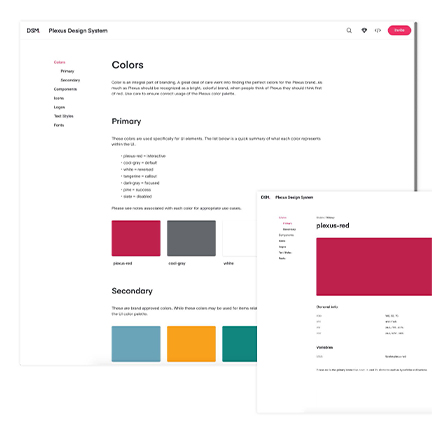 DSM. Plexus Design System
Colors
Primary
Secondary
Components
Icons
Logos
Text Styles
Fonts
Colors
Color is an integral part of branding. A great deal of care went into finding the perfect colors for the Plexus brand. As
much as Plexus should be recognized as a bright, colorful brand, when people think of Plexus they should think first
of red. Use care to ensure correct usage of the Plexus color palette.
Primary
These colors are used specifically for UI elements. The list below is a quick summary of what each color represents
within the UI.
- plexus-red = interactive
- cool-gray = default
- white = reversed
- tangerine = callout
- dark-gray = focused
- pine = success
- slate = disabled
Please see notes associated with each color for appropriate use cases.
plexus-red
cool-gray
white
Secondary
These are brand approved colors. While these colors may be used for items
the UI color palette.
DSM. Plexus Design System
Colors
Primary
Secondary
Components
Icons
Logos
Text Styles
Fonts
plexus-red
General Info
Variables